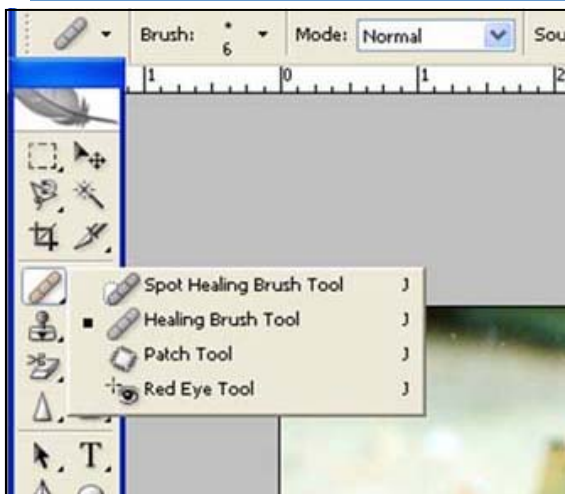 Brush: 6 Mode: Normal Sou
1 0 1 2
Spot Healing Brush Tool J
Healing Brush Tool J
Patch Tool J
Red Eye Tool J
T